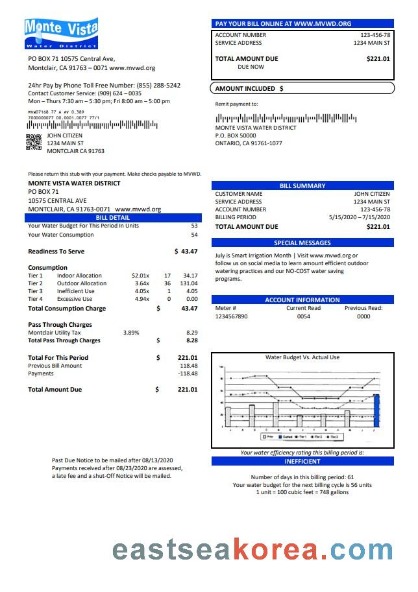 Monte Vista
Water District
PO BOX 71 10575 Central Ave,
Montclair, CA 91763 – 0071 www.mvwd.org
24hr Pay by Phone Toll Free Number: (855) 288-5242
Contact Customer Service: (909) 624 – 0035
Mon – Thurs 7:30 am – 5:30 pm; Fri 8:00 am – 5:00 pm
JOHN CITIZEN
1234 MAIN ST
MONTCLAIR CA 91763
PAY YOUR BILL ONLINE AT WWW.MVWD.ORG
ACCOUNT NUMBER 123-456-78
SERVICE ADDRESS 1234 MAIN ST
TOTAL AMOUNT DUE $221.01
DUE NOW
AMOUNT INCLUDED $
Remit payment to:
MONTE VISTA WATER DISTRICT
P.O. BOX 50000
ONTARIO, CA 91761-1077
Please return this stub with your payment. Make checks payable to MVWD.
MONTE VISTA WATER DISTRICT
PO BOX 71
10575 CENTRAL AVE
MONTCLAIR, CA 91763-0071 www.mvwd.org
BILL DETAIL
Your Water Budget For This Period In Units 53
Your Water Consumption 54
Readiness To Serve $ 43.47
Consumption
Tier 1 Indoor Allocation $2.01x 17 34.17
Tier 2 Outdoor Allocation 3.64x 36 131.04
Tier 3 Inefficient Use 4.05x 1 4.05
Tier 4 Excessive Use 4.94x 0 0.00
Total Consumption Charge $ 43.47
Pass Through Charges
Montclair Utility Tax 3.89% 8.29
Total Pass Through Charges $ 8.28
Total For This Period $ 221.01
Previous Bill Amount 118.48
Payments -118.48
Total Amount Due $ 221.01
BILL SUMMARY
CUSTOMER NAME JOHN CITIZEN
SERVICE ADDRESS 1234 MAIN ST
ACCOUNT NUMBER 123-456-78
BILLING PERIOD 5/15/2020 – 7/15/2020
TOTAL AMOUNT DUE $221.01
SPECIAL MESSAGES
July is Smart Irrigation Month | Visit www.mvwd.org or
follow us on social media to learn amount efficient outdoor
watering practices and our NO-COST water saving
programs.
ACCOUNT INFORMATION
Meter # Current Read Previous Read:
1234567890 0054 0000
Water Budget Vs. Actual Use
Your water efficiency rating this billing period is:
INEFFICIENT
Number of days in this billing period: 61
Your water budget for the next billing cycle is 56 units
1 unit = 100 cubic feet = 748 gallons
Past Due Notice to be mailed after 08/13/2020
Payments received after 08/23/2020 are assessed,
a late fee and a shut-Off Notice will be mailed.
eastseakorea.com